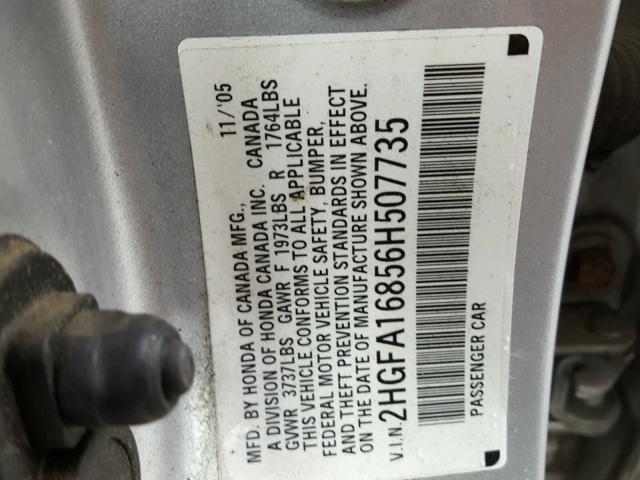 MFD. BY HONDA OF CANADA MFG., 11/'05
A DIVISION OF HONDA CANADA INC. CANADA
GVWR 3737LBS GAWR F 1973LBS R 1764LBS
THIS VEHICLE CONFORMS TO ALL APPLICABLE
FEDERAL MOTOR VEHICLE SAFETY, BUMPER,
AND THEFT PREVENTION STANDARDS IN EFFECT
ON THE DATE OF MANUFACTURE SHOWN ABOVE.
V.I.N. 2HGFA16856H507735
PASSENGER CAR